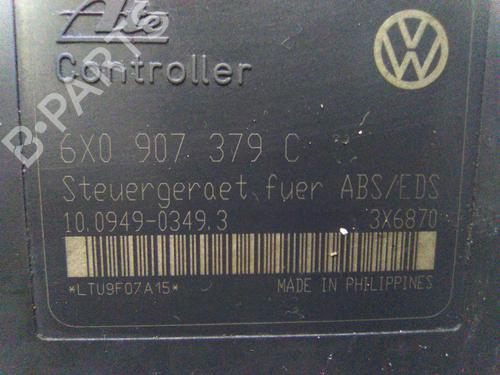 Ate
Controller
6X0 907 379 C
Steuergeraet fuer ABS/EDS
10.0949-0349.3 3X6870
*LTU9F07A15* MADE IN PHILIPPINES
B-PARTS